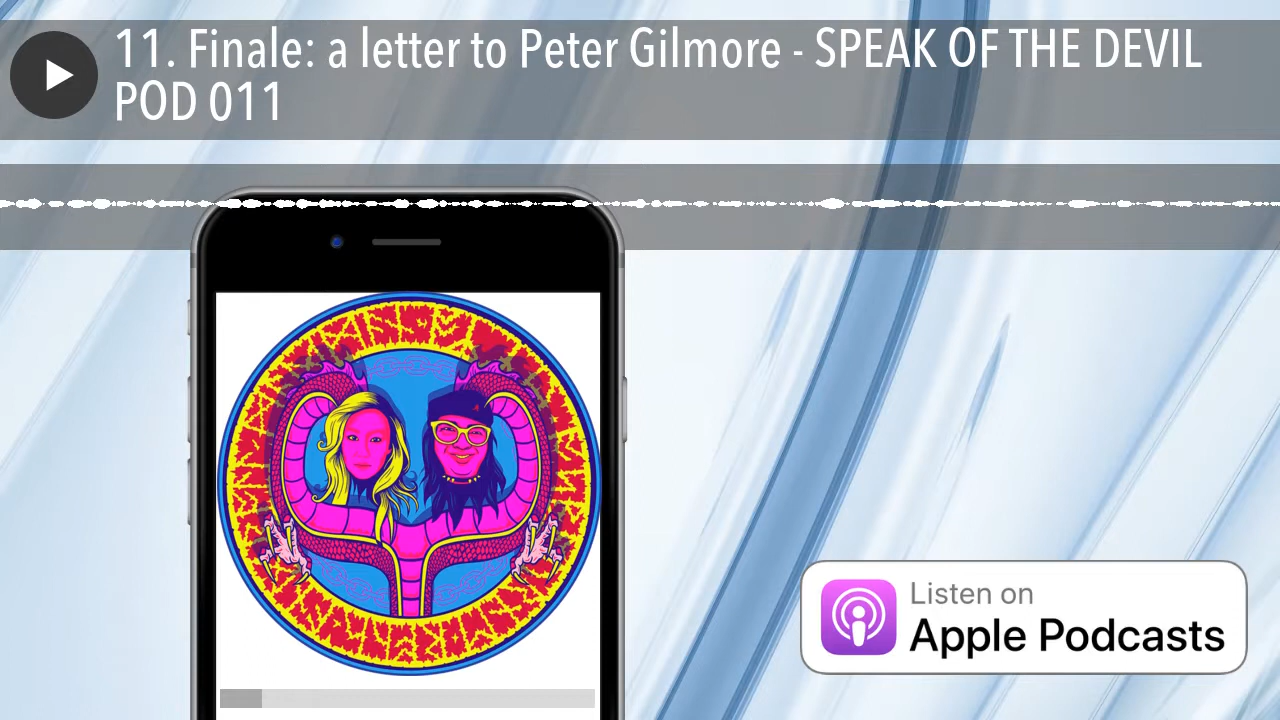 11. Finale: a letter to Peter Gilmore - SPEAK OF THE DEVIL
POD 011
Listen on
Apple Podcasts